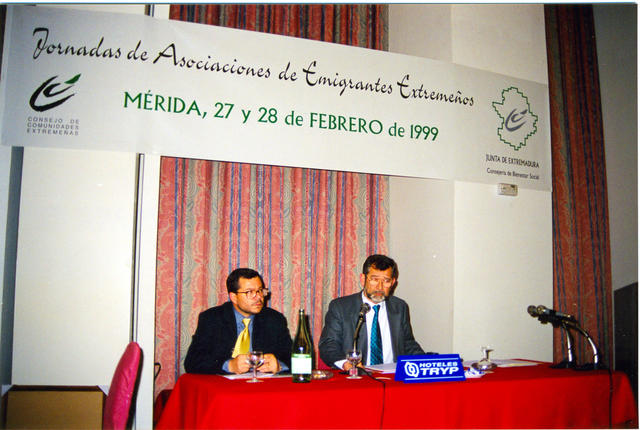 Jornadas de Asociaciones de Emigrantes Extremeños
MÉRIDA, 27 y 28 de FEBRERO de 1999
CONSEJO DE
COMUNIDADES
EXTREMEÑAS
JUNTA DE EXTREMADURA
Consejería de Bienestar Social
HOTELES
TRYP